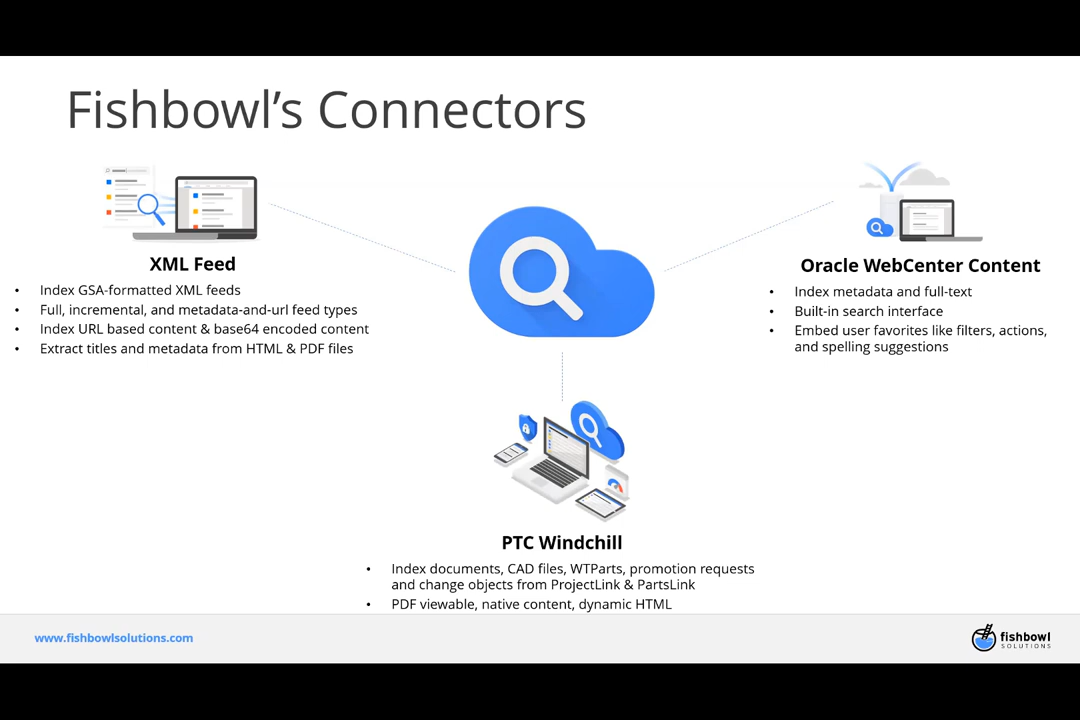 Fishbowl's Connectors
XML Feed
• Index GSA-formatted XML feeds
• Full, incremental, and metadata-and-url feed types
• Index URL based content & base64 encoded content
• Extract titles and metadata from HTML & PDF files
Oracle WebCenter Content
• Index metadata and full-text
• Built-in search interface
• Embed user favorites like filters, actions,
and spelling suggestions
PTC Windchill
• Index documents, CAD files, WTParts, promotion requests
and change objects from ProjectLink & PartsLink
• PDF viewable, native content, dynamic HTML
www.fishbowlsolutions.com
fishbowl
SOLUTIONS